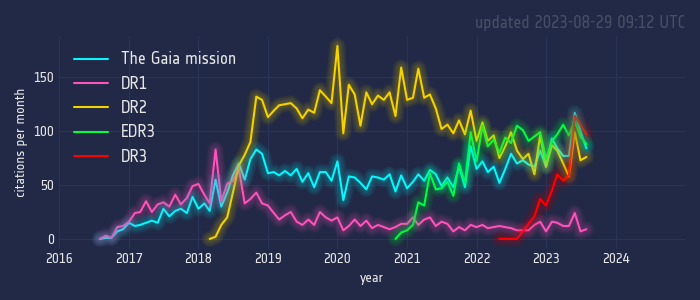 updated 2023-08-29 09:12 UTC
The Gaia mission
DR1
DR2
EDR3
DR3
citations per month
150
100
50
0
2016 2017 2018 2019 2020 2021 2022 2023 2024
year